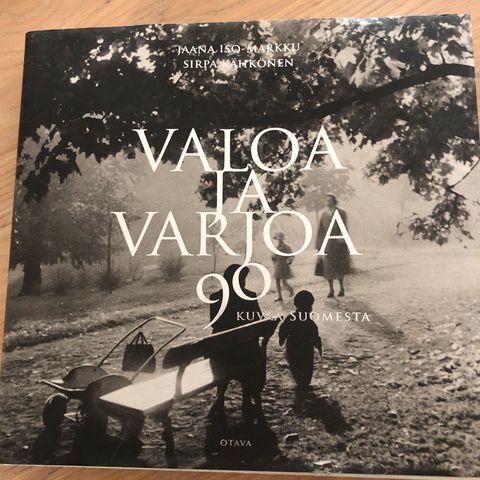 JAANA ISO-MARKKU
SIRPA KÄHKÖNEN
VALOA
JA
VARJOA
90
KUVAA SUOMESTA
OTAVA